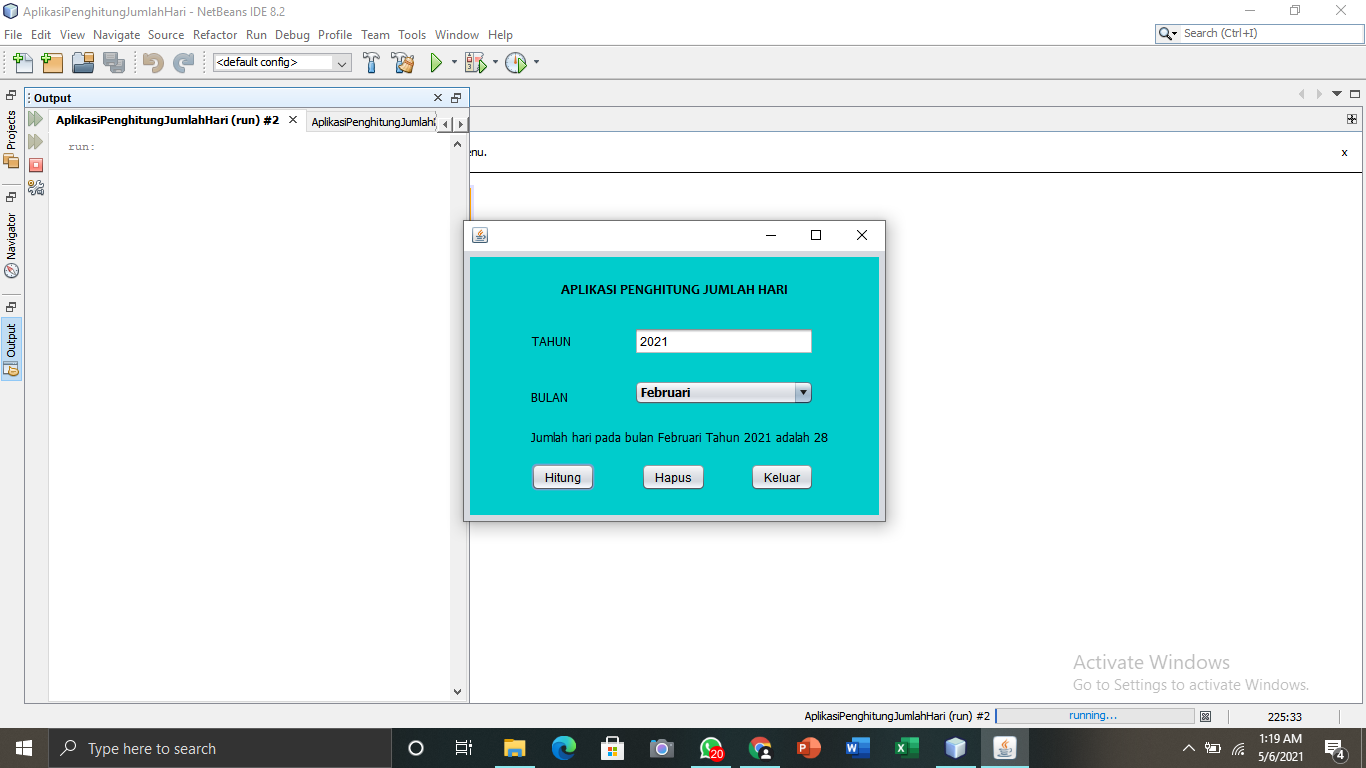 AplikasiPenghitungJumlahHari - NetBeans IDE 8.2
File Edit View Navigate Source Refactor Run Debug Profile Team Tools Window Help
Search (Ctrl+I)
<default config>
Output
AplikasiPenghitungJumlahHari (run) #2
AplikasiPenghitungJumlah
Projects
Navigator
Output
run:
enu.
x
APLIKASI PENGHITUNG JUMLAH HARI
TAHUN 2021
BULAN Februari
Jumlah hari pada bulan Februari Tahun 2021 adalah 28
Hitung Hapus Keluar
Activate Windows
Go to Settings to activate Windows.
AplikasiPenghitungJumlahHari (run) #2 running... 225:33
Type here to search
20
1:19 AM
5/6/2021
4